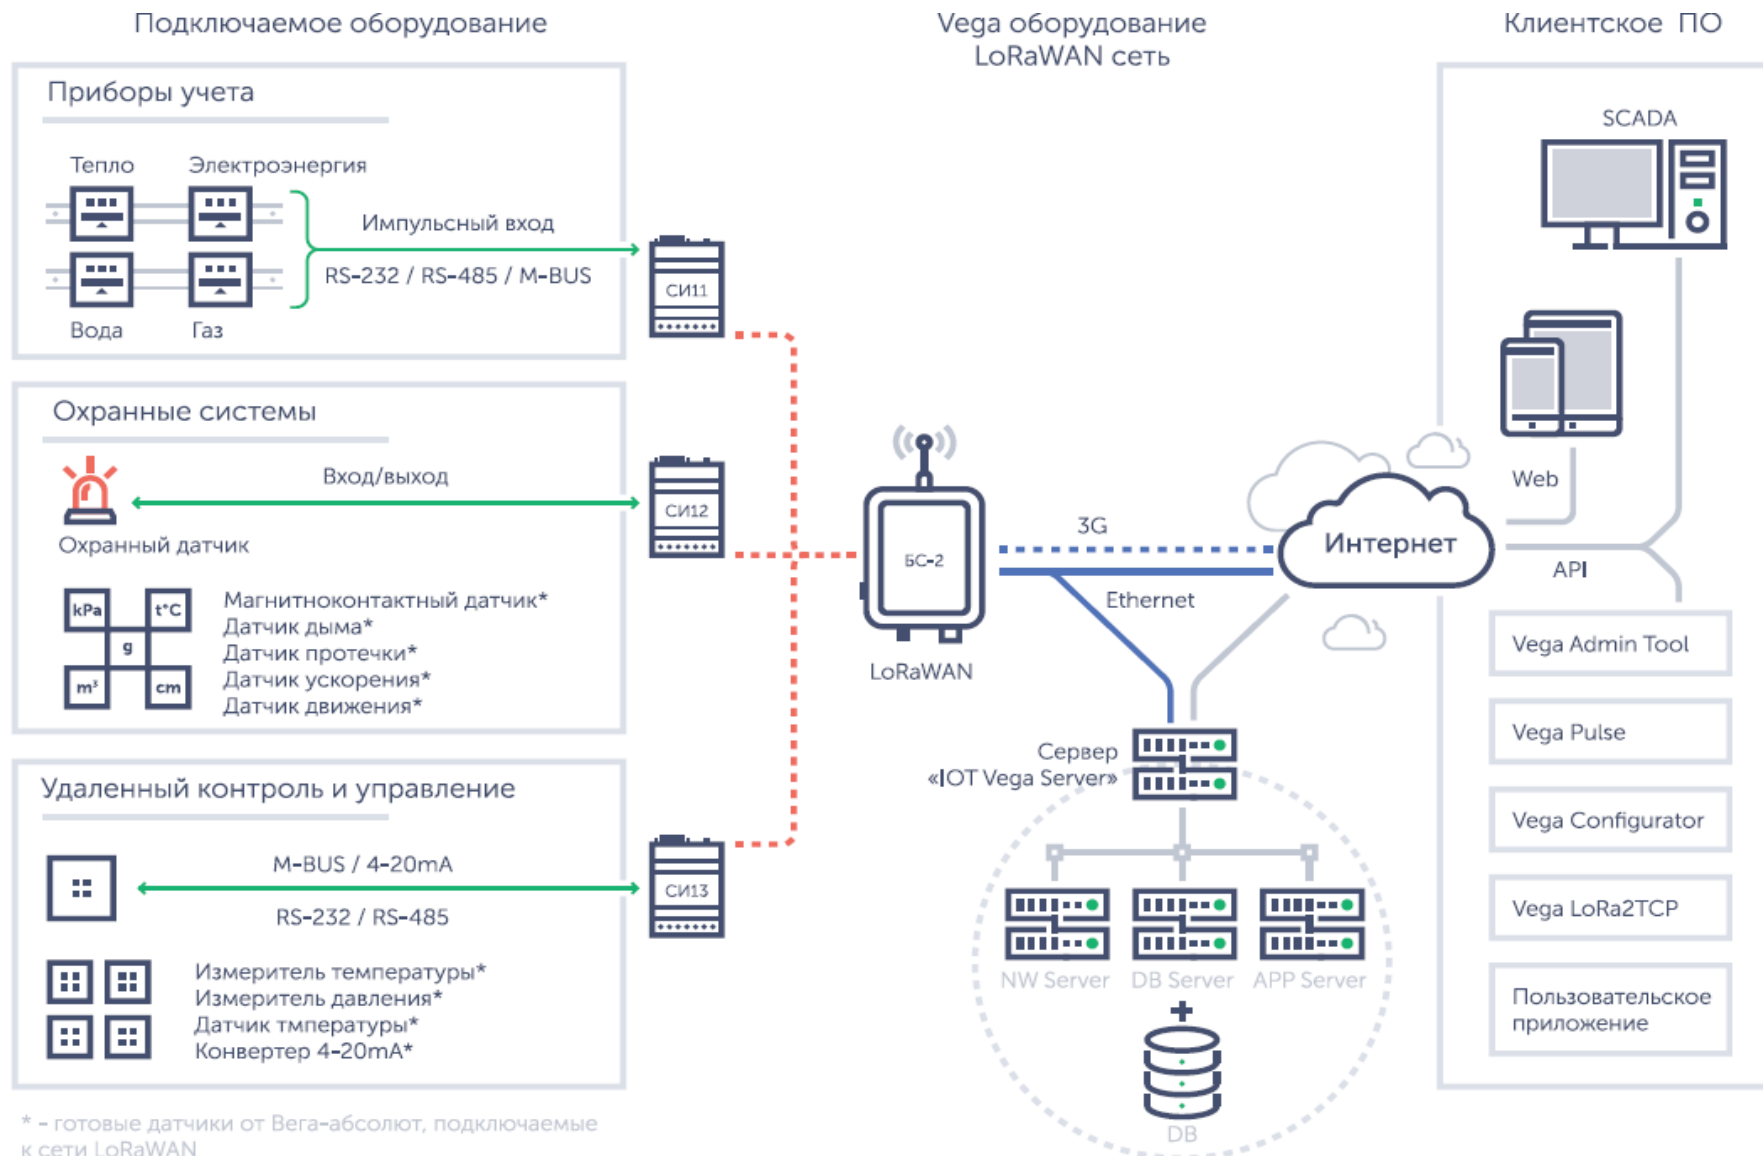 Подключаемое оборудование
Приборы учета
Тепло
Электроэнергия
Импульсный вход
RS-232 / RS-485 / M-BUS
Вода
Газ
СИ11
Охранные системы
Вход/выход
Охранный датчик
СИ12
kPa
t°C
g
m³
cm
Магнитноконтактный датчик*
Датчик дыма*
Датчик протечки*
Датчик ускорения*
Датчик движения*
Удаленный контроль и управление
M-BUS / 4-20mA
RS-232 / RS-485
СИ13
Измеритель температуры*
Измеритель давления*
Датчик тмпературы*
Конвертер 4-20mA*
* - готовые датчики от Вега-абсолют, подключаемые
к сети LoRaWAN
Vega оборудование
LoRaWAN сеть
БС-2
LoRaWAN
3G
Ethernet
Интернет
Сервер
«IOT Vega Server»
NW Server
DB Server
APP Server
DB
Клиентское ПО
SCADA
Web
API
Vega Admin Tool
Vega Pulse
Vega Configurator
Vega LoRa2TCP
Пользовательское
приложение